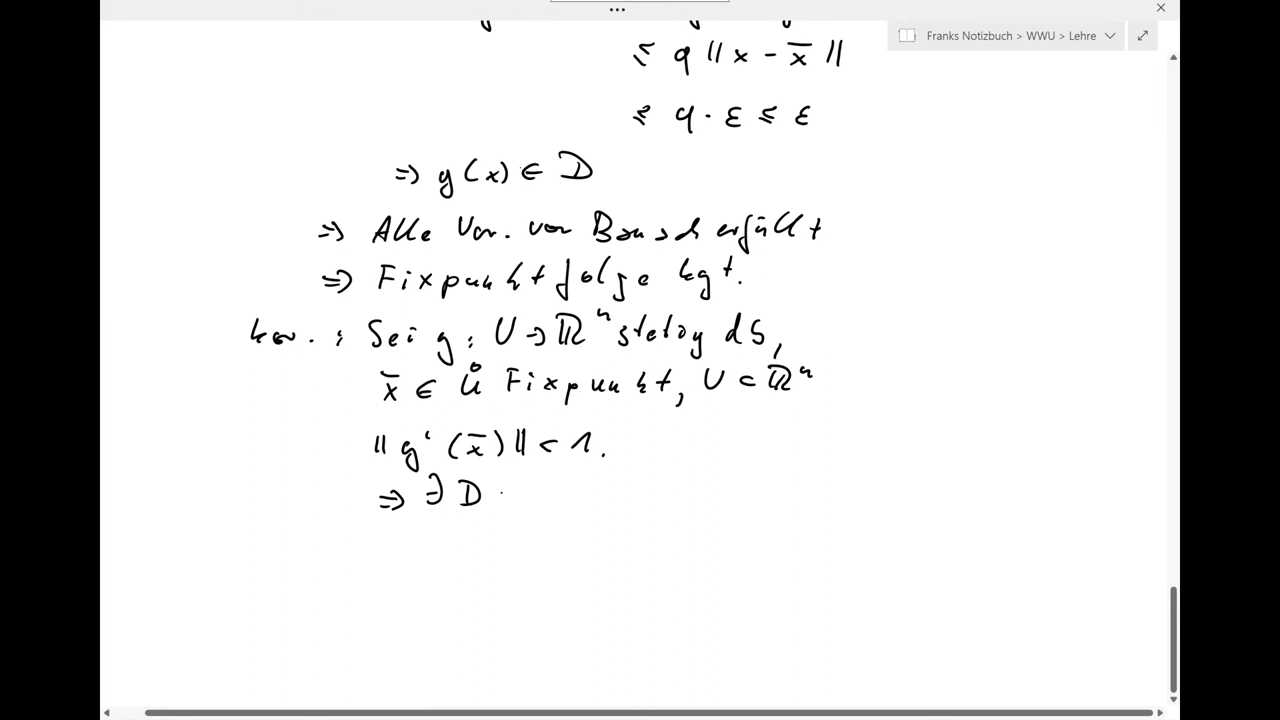 Franks Notizbuch > WWU > Lehre
≤ q ‖x - x̄‖
≤ q · ε ≤ ε
⇒ g(x) ∈ D
⇒ Alle Vor. von Banach erfüllt
⇒ Fixpunktfolge kgt.
Kor. : Sei g : U → ℝⁿ stetig db,
x̄ ∈ Ů Fixpunkt, U ⊂ ℝⁿ
‖g'(x̄)‖ < 1.
⇒ ∃ D